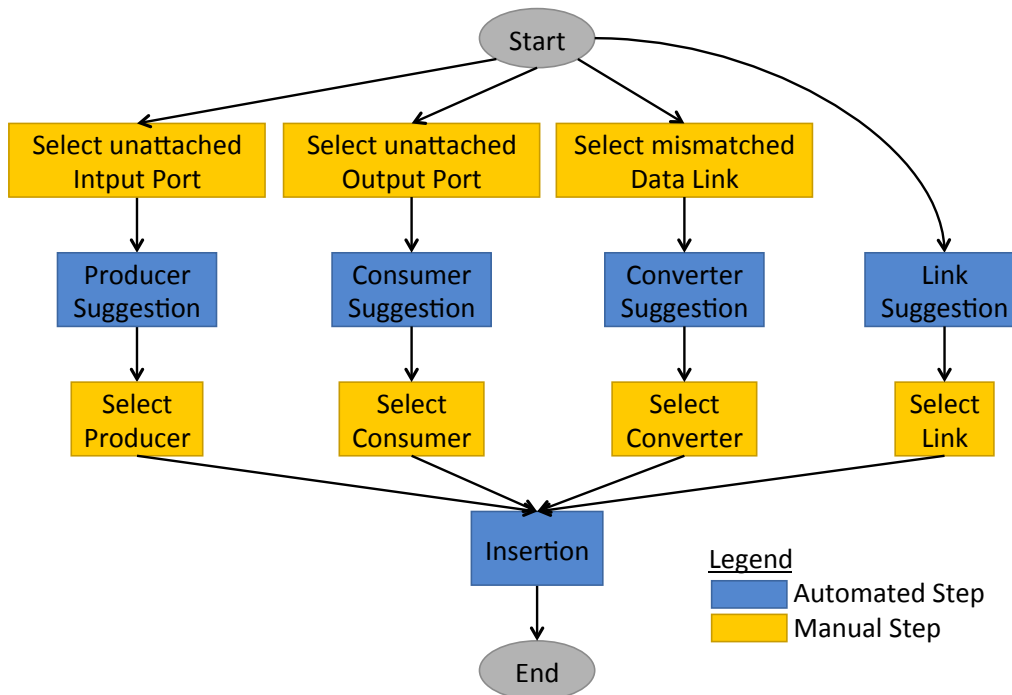 Start
Select unattached
Intput Port
Select unattached
Output Port
Select mismatched
Data Link
Producer
Suggestion
Consumer
Suggestion
Converter
Suggestion
Link
Suggestion
Select
Producer
Select
Consumer
Select
Converter
Select
Link
Insertion
Legend
Automated Step
Manual Step
End